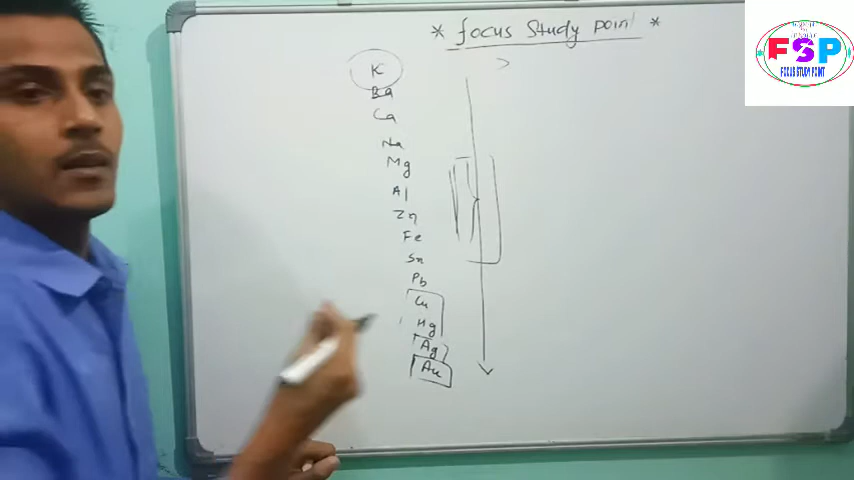 * focus Study point *
K
Ba
Ca
Na
Mg
Al
Zn
Fe
Sn
Pb
Cu
Hg
Ag
Au
FSP
FOCUS STUDY POINT